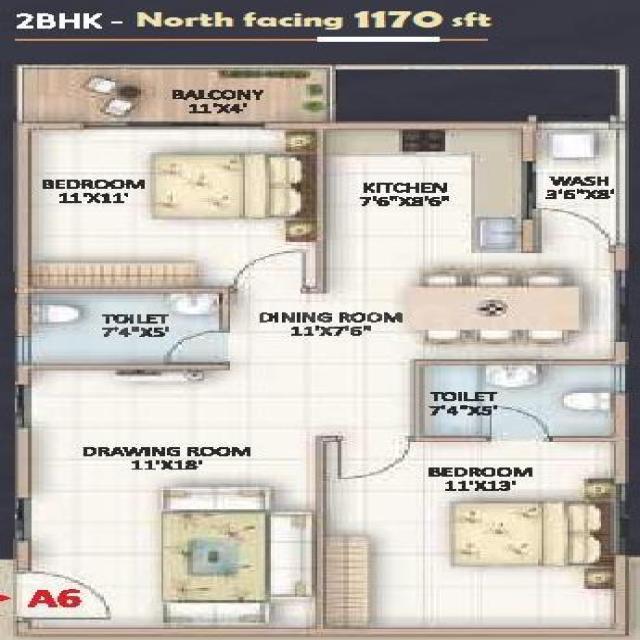 2BHK - North facing 1170 sft
BALCONY
11'X4'
BEDROOM
11'X11'
KITCHEN
7'6"X8'6"
WASH
3'6"X8'
TOILET
7'4"X5'
DINING ROOM
11'X7'6"
TOILET
7'4"X5'
DRAWING ROOM
11'X18'
BEDROOM
11'X13'
A6